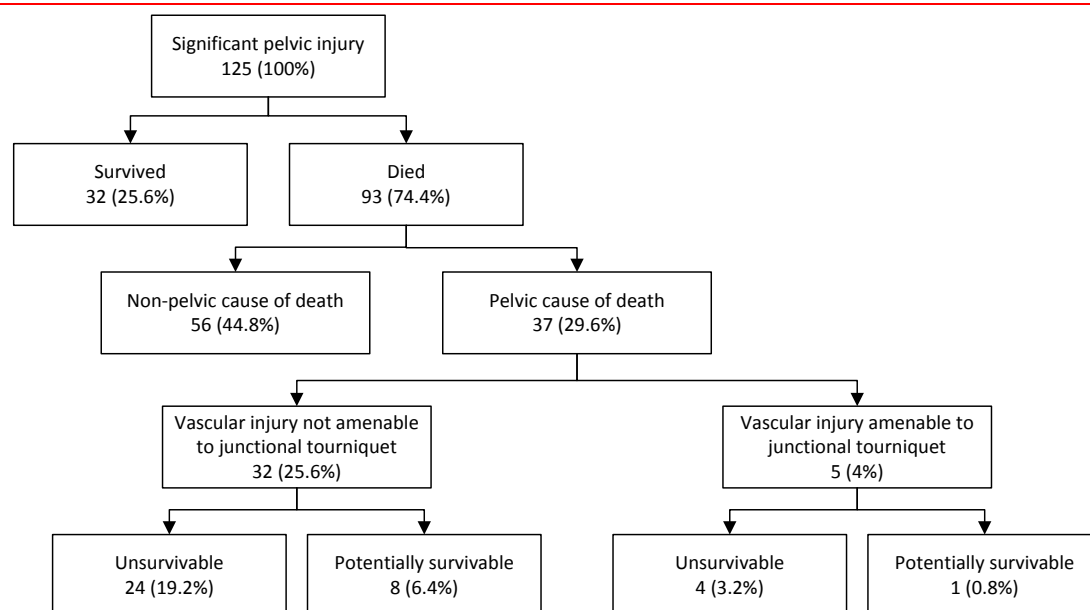 Significant pelvic injury
125 (100%)
Survived
32 (25.6%)
Died
93 (74.4%)
Non-pelvic cause of death
56 (44.8%)
Pelvic cause of death
37 (29.6%)
Vascular injury not amenable
to junctional tourniquet
32 (25.6%)
Vascular injury amenable to
junctional tourniquet
5 (4%)
Unsurvivable
24 (19.2%)
Potentially survivable
8 (6.4%)
Unsurvivable
4 (3.2%)
Potentially survivable
1 (0.8%)